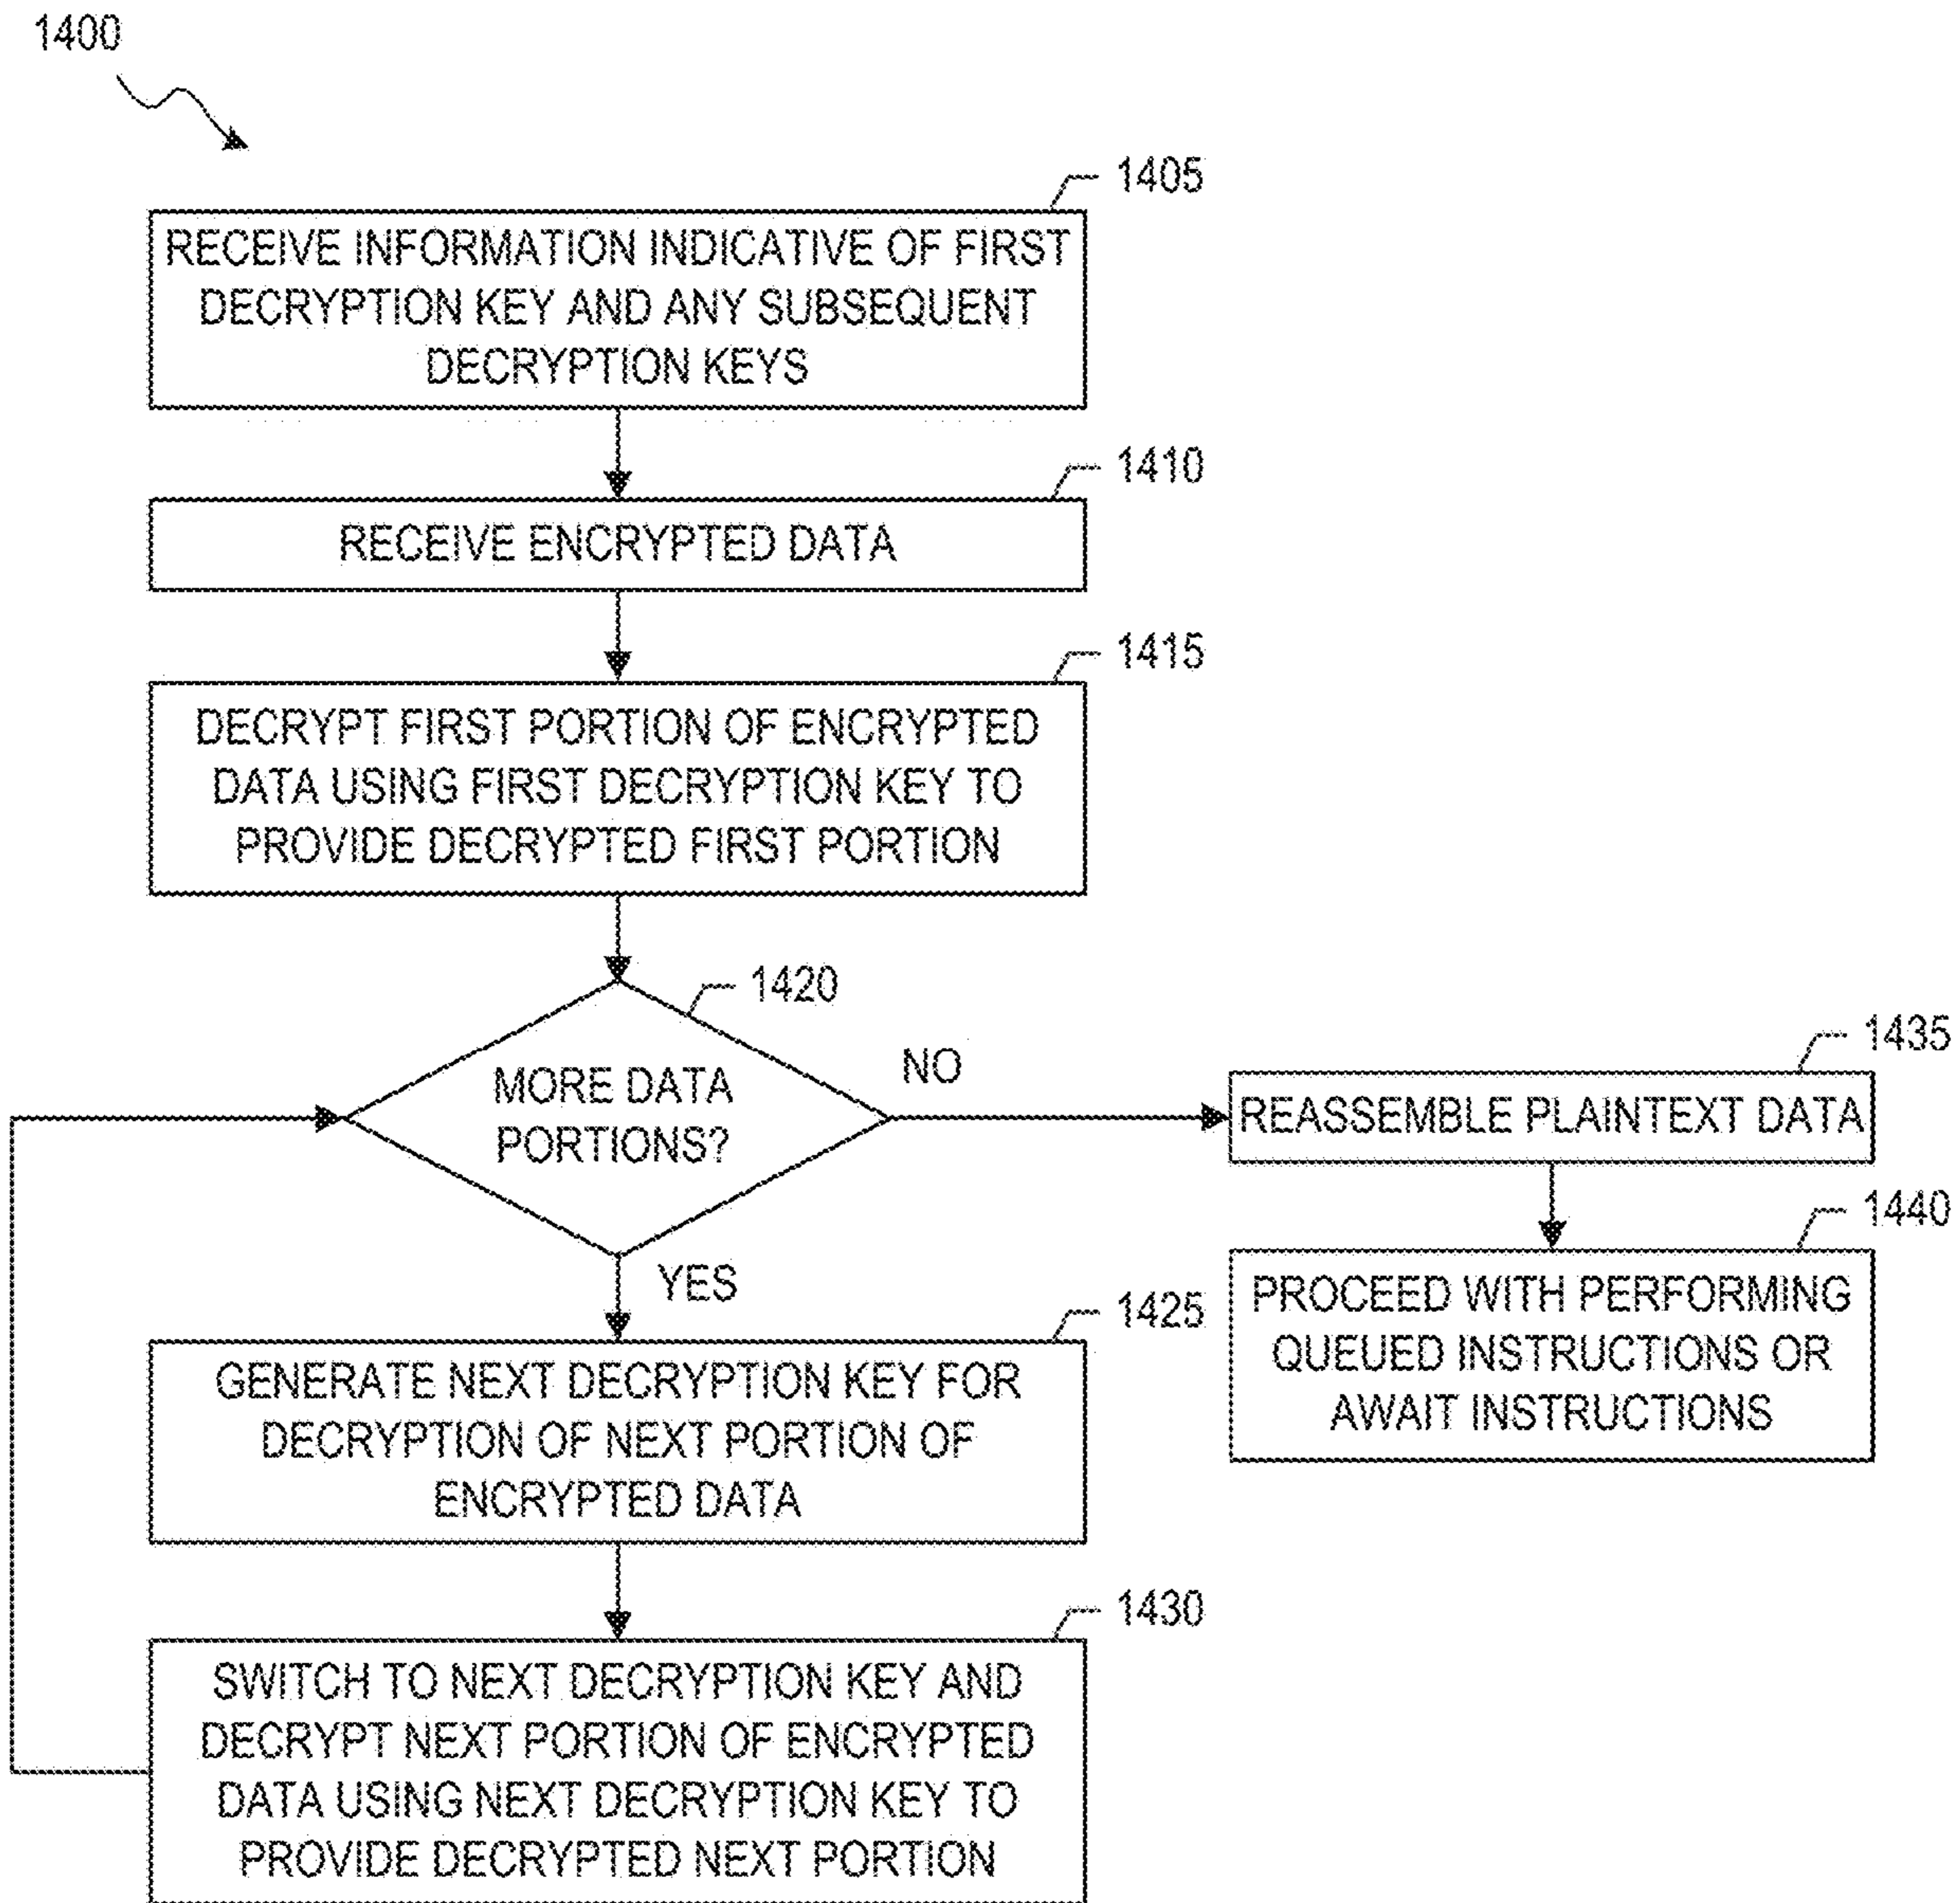 1400
1405
RECEIVE INFORMATION INDICATIVE OF FIRST
DECRYPTION KEY AND ANY SUBSEQUENT
DECRYPTION KEYS
1410
RECEIVE ENCRYPTED DATA
1415
DECRYPT FIRST PORTION OF ENCRYPTED
DATA USING FIRST DECRYPTION KEY TO
PROVIDE DECRYPTED FIRST PORTION
1420
MORE DATA
PORTIONS?
NO
YES
1435
REASSEMBLE PLAINTEXT DATA
1440
PROCEED WITH PERFORMING
QUEUED INSTRUCTIONS OR
AWAIT INSTRUCTIONS
1425
GENERATE NEXT DECRYPTION KEY FOR
DECRYPTION OF NEXT PORTION OF
ENCRYPTED DATA
1430
SWITCH TO NEXT DECRYPTION KEY AND
DECRYPT NEXT PORTION OF ENCRYPTED
DATA USING NEXT DECRYPTION KEY TO
PROVIDE DECRYPTED NEXT PORTION